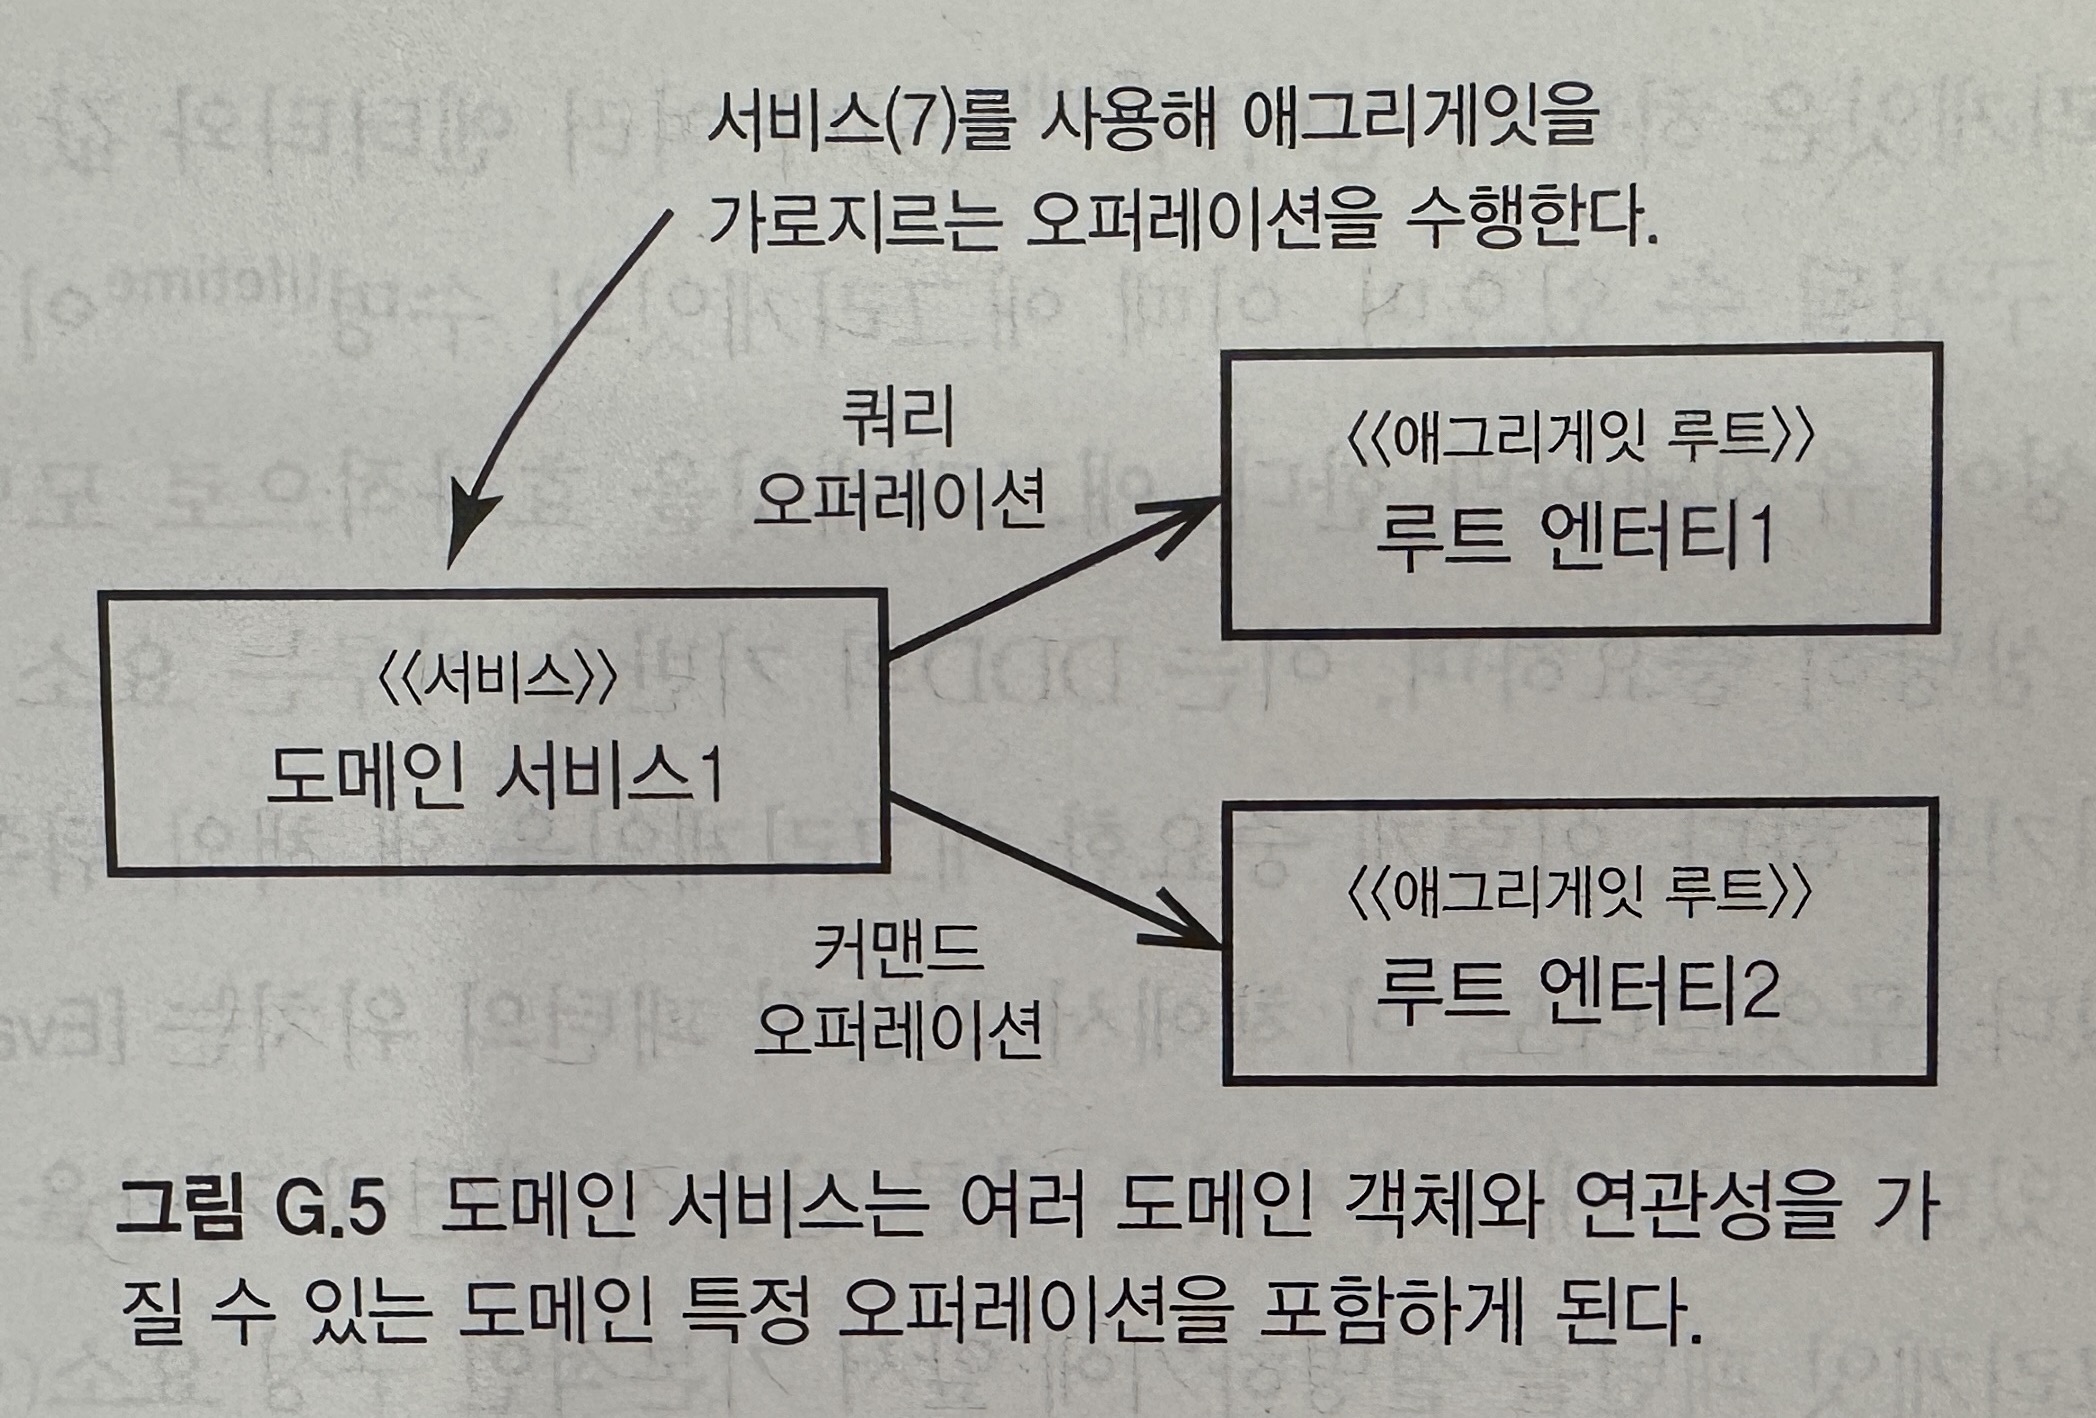 서비스(7)를 사용해 애그리게잇을
가로지르는 오퍼레이션을 수행한다.
쿼리
오퍼레이션
〈〈애그리게잇 루트〉〉
루트 엔터티1
〈〈서비스〉〉
도메인 서비스1
커맨드
오퍼레이션
〈〈애그리게잇 루트〉〉
루트 엔터티2
그림 G.5 도메인 서비스는 여러 도메인 객체와 연관성을 가
질 수 있는 도메인 특정 오퍼레이션을 포함하게 된다.